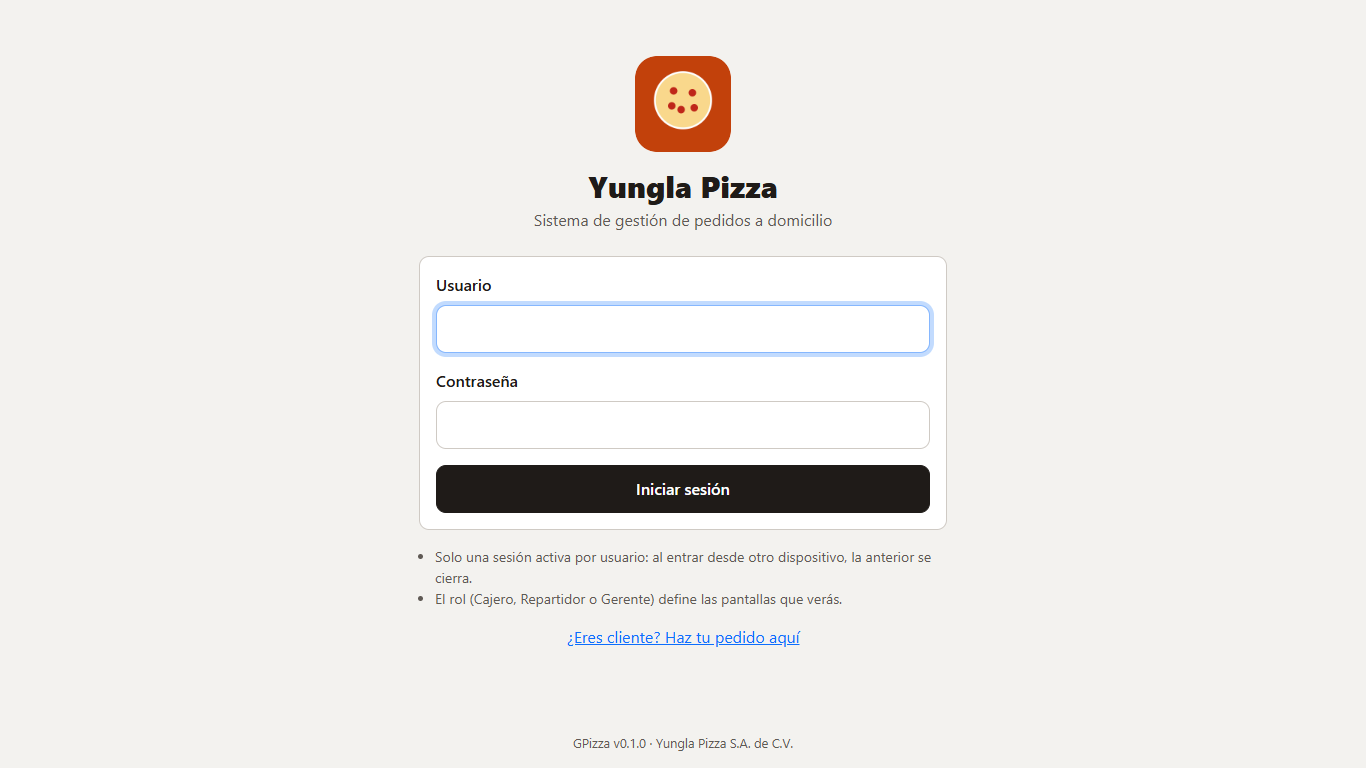 Yungla Pizza
Sistema de gestión de pedidos a domicilio
Usuario
Contraseña
Iniciar sesión
Solo una sesión activa por usuario: al entrar desde otro dispositivo, la anterior se
cierra.
El rol (Cajero, Repartidor o Gerente) define las pantallas que verás.
¿Eres cliente? Haz tu pedido aquí
GPizza v0.1.0 · Yungla Pizza S.A. de C.V.